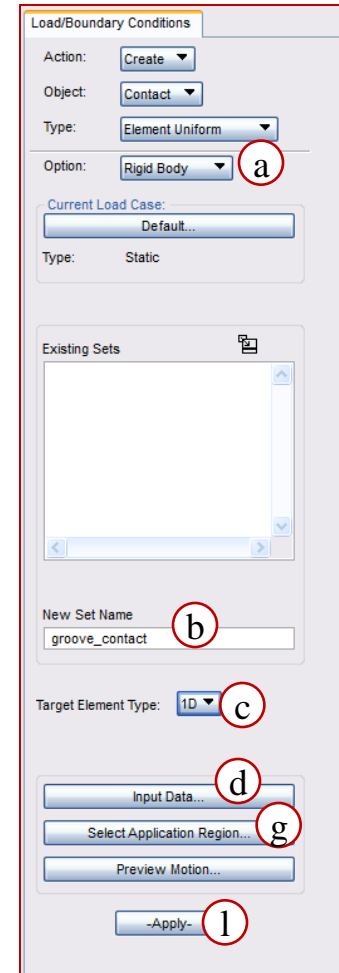 Load/Boundary Conditions
Action: Create
Object: Contact
Type: Element Uniform
Option: Rigid Body a
Current Load Case:
Default...
Type: Static
Existing Sets
New Set Name b
groove_contact
Target Element Type: 1D c
d
Input Data...
Select Application Region... g
Preview Motion...
-Apply- l